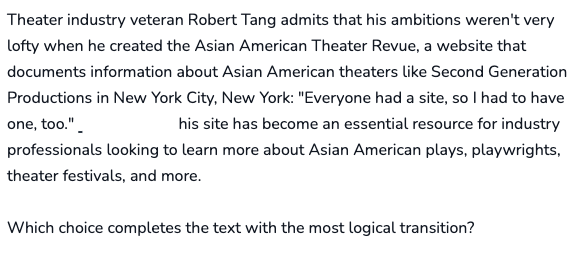 Theater industry veteran Robert Tang admits that his ambitions weren't very
lofty when he created the Asian American Theater Revue, a website that
documents information about Asian American theaters like Second Generation
Productions in New York City, New York: "Everyone had a site, so I had to have
one, too." _ his site has become an essential resource for industry
professionals looking to learn more about Asian American plays, playwrights,
theater festivals, and more.
Which choice completes the text with the most logical transition?